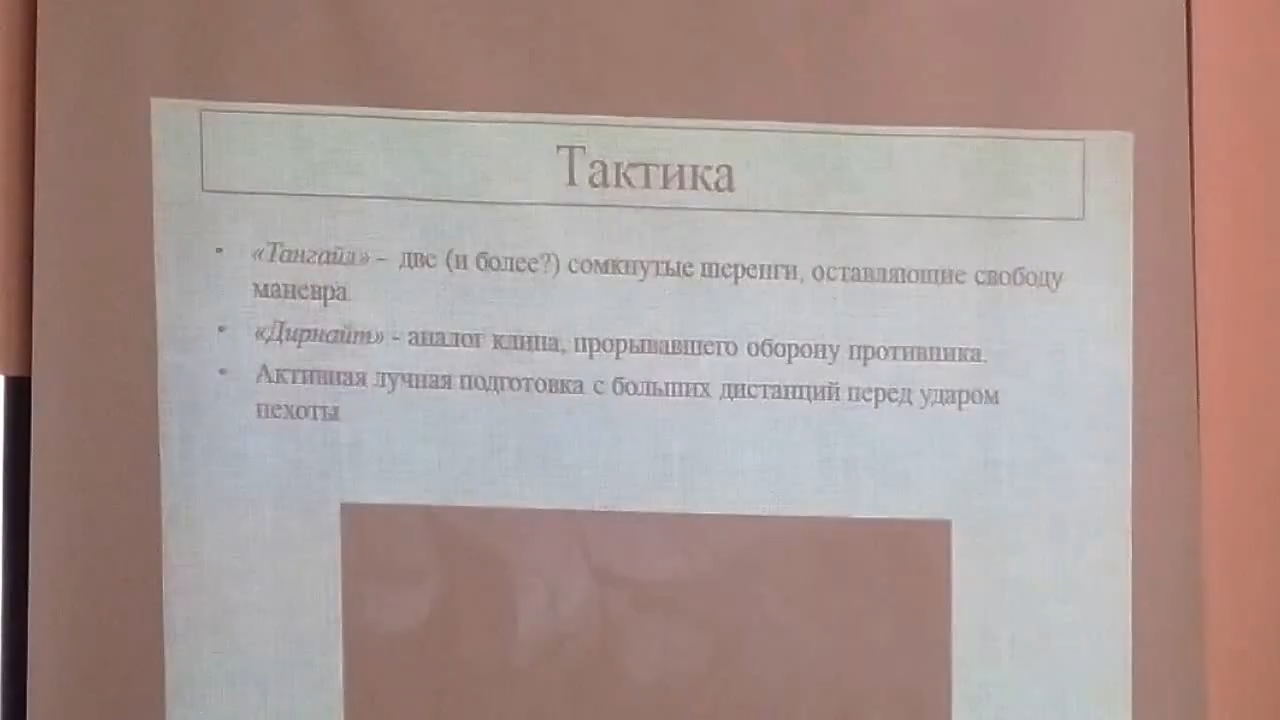 Тактика
• «Тангайл» – две (и более?) сомкнутые шеренги, оставляющие свободу
маневра.
• «Дирнайт» - аналог клина, прорывавшего оборону противника.
• Активная лучная подготовка с больших дистанций перед ударом
пехоты.